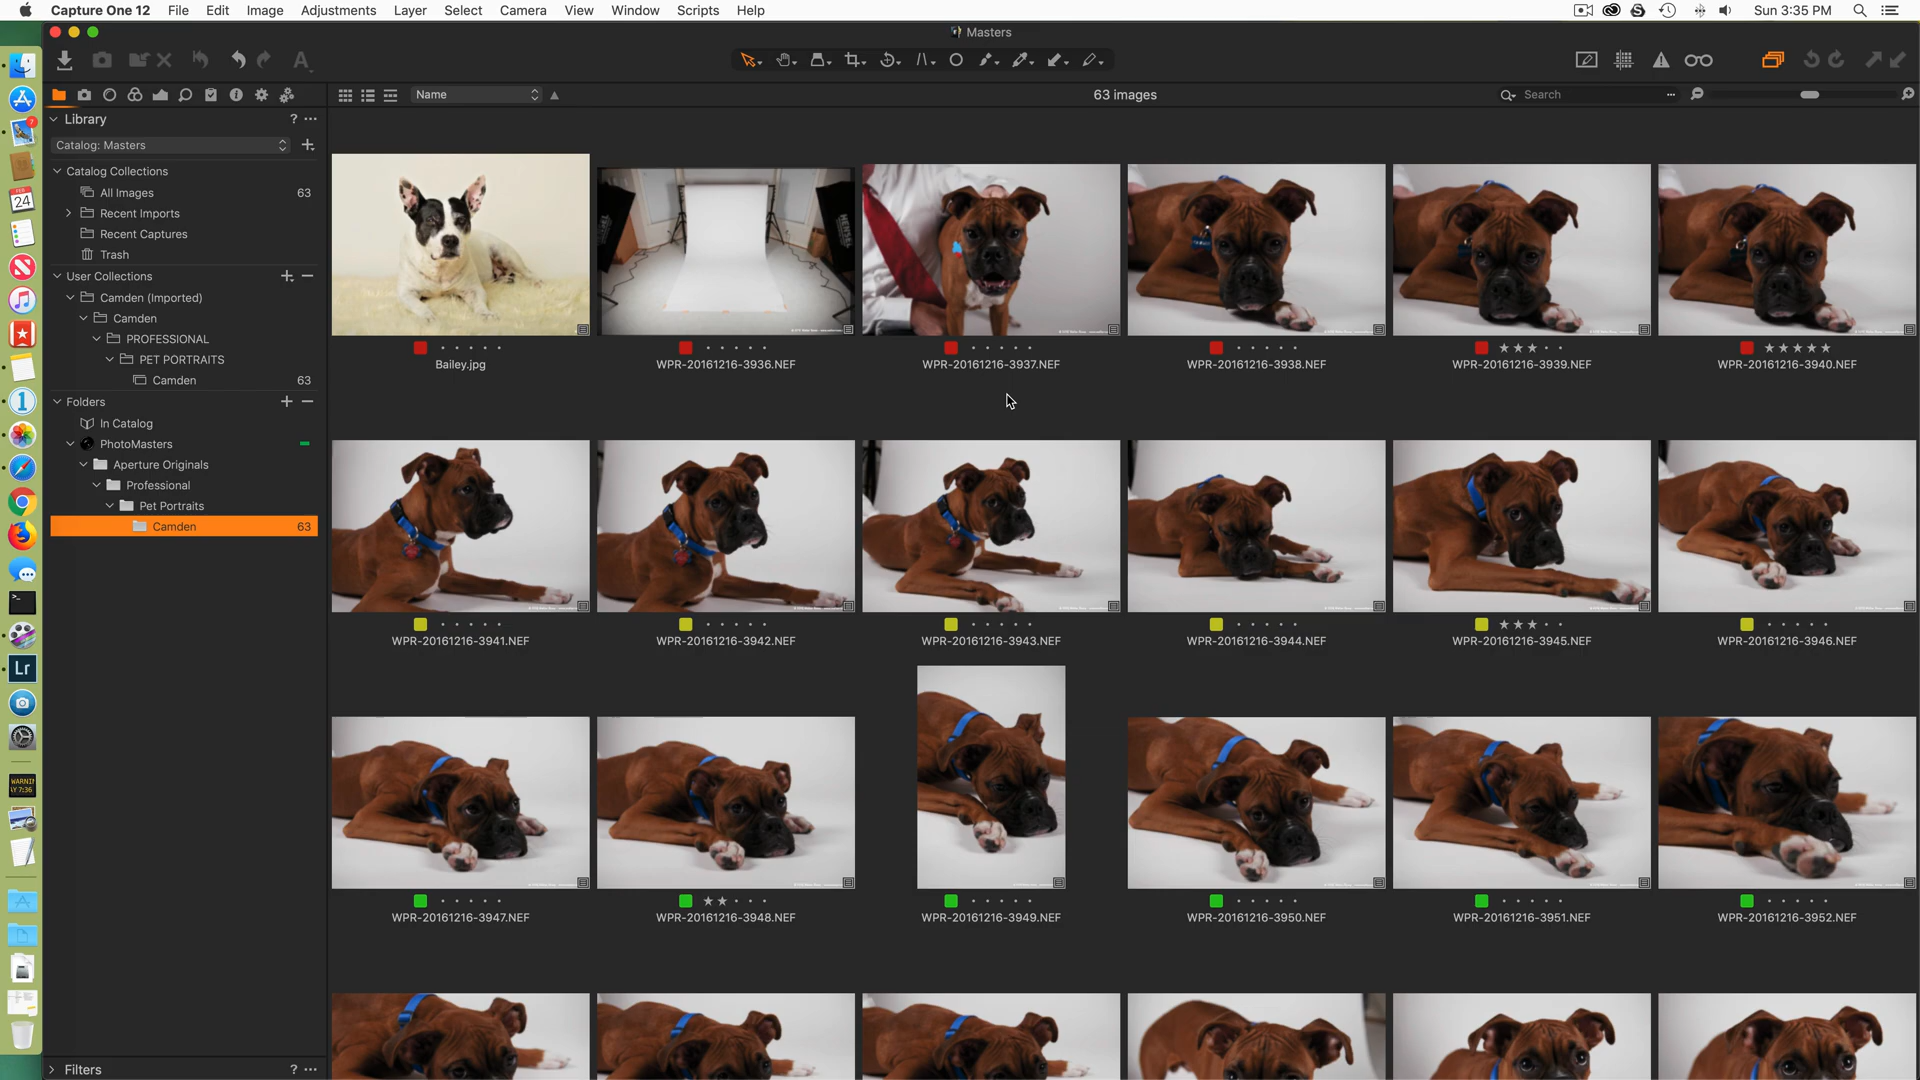 Capture One 12 File Edit Image Adjustments Layer Select Camera View Window Scripts Help Sun 3:35 PM
Masters
Name 63 images Search
Library ?
Catalog: Masters
Catalog Collections
All Images 63
Recent Imports
Recent Captures
Trash
User Collections
Camden (Imported)
Camden
PROFESSIONAL
PET PORTRAITS
Camden 63
Folders
In Catalog
PhotoMasters
Aperture Originals
Professional
Pet Portraits
Camden 63
Filters ?
Bailey.jpg WPR-20161216-3936.NEF WPR-20161216-3937.NEF WPR-20161216-3938.NEF WPR-20161216-3939.NEF WPR-20161216-3940.NEF
WPR-20161216-3941.NEF WPR-20161216-3942.NEF WPR-20161216-3943.NEF WPR-20161216-3944.NEF WPR-20161216-3945.NEF WPR-20161216-3946.NEF
WPR-20161216-3947.NEF WPR-20161216-3948.NEF WPR-20161216-3949.NEF WPR-20161216-3950.NEF WPR-20161216-3951.NEF WPR-20161216-3952.NEF
7
FEB
24
1
Lr